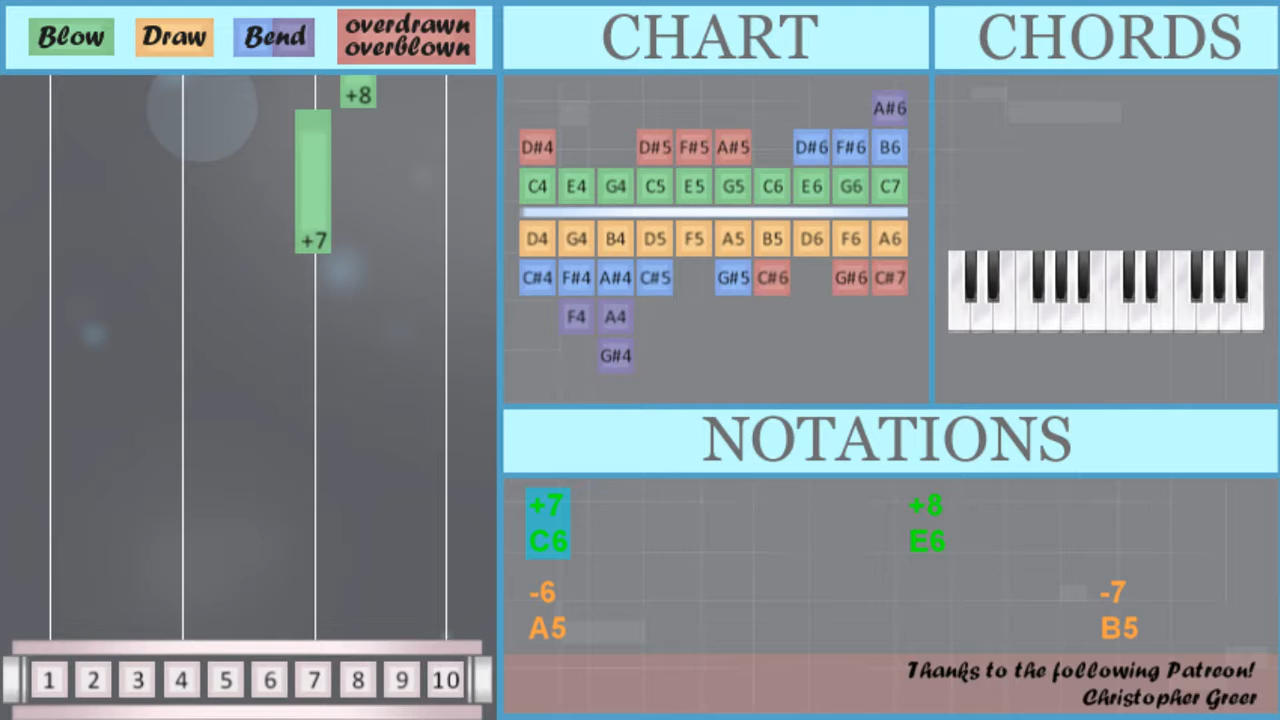 Blow Draw Bend overdrawn
overblown
CHART
CHORDS
+8
+7
A#6
D#4 D#5 F#5 A#5 D#6 F#6 B6
C4 E4 G4 C5 E5 G5 C6 E6 G6 C7
D4 G4 B4 D5 F5 A5 B5 D6 F6 A6
C#4 F#4 A#4 C#5 G#5 C#6 G#6 C#7
F4 A4
G#4
NOTATIONS
+7 +8
C6 E6
-6 -7
A5 B5
Thanks to the following Patreon!
Christopher Greer
1 2 3 4 5 6 7 8 9 10